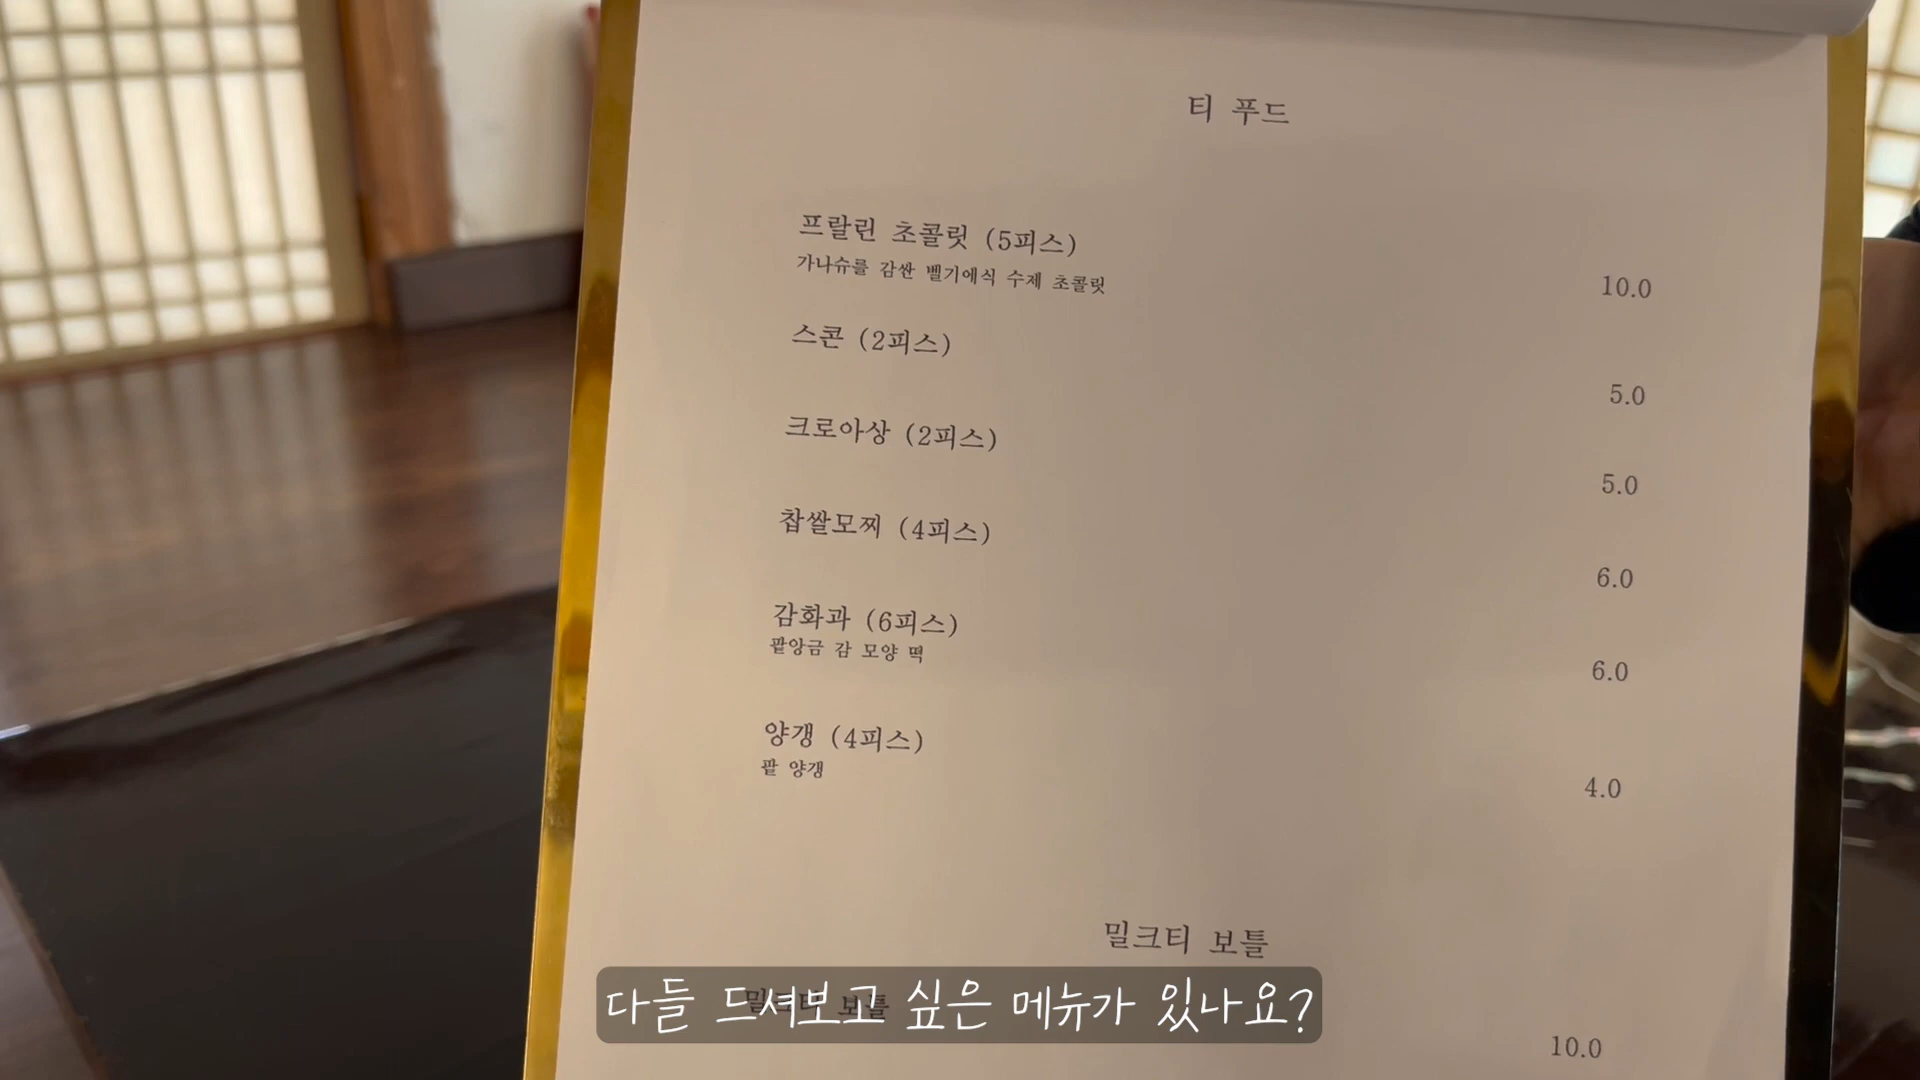 티 푸드
프랄린 초콜릿 (5피스)
가나슈를 감싼 벨기에식 수제 초콜릿
10.0
스콘 (2피스)
5.0
크로아상 (2피스)
5.0
찹쌀모찌 (4피스)
6.0
감화과 (6피스)
팥앙금 감 모양 떡
6.0
양갱 (4피스)
팥 양갱
4.0
밀크티 보틀
밀크티 보틀
10.0
다들 드셔보고 싶은 메뉴가 있나요?